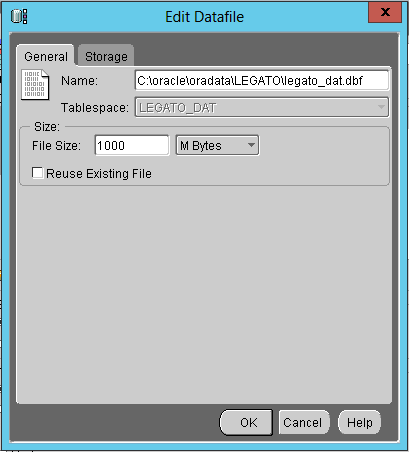 Edit Datafile
x
General Storage
Name: C:\oracle\oradata\LEGATO\legato_dat.dbf
Tablespace: LEGATO_DAT
Size:
File Size: 1000 M Bytes
Reuse Existing File
OK Cancel Help